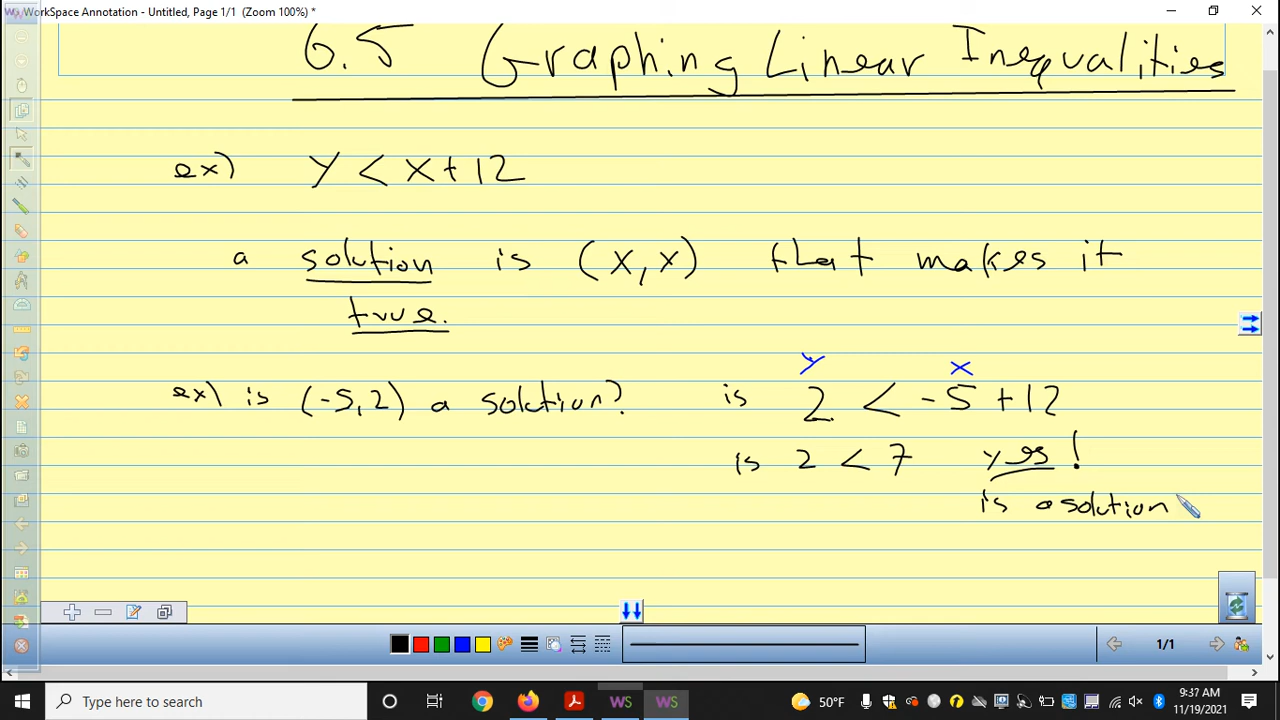 WorkSpace Annotation - Untitled, Page 1/1 (Zoom 100%) *
6.5 Graphing Linear Inequalities
ex) y < x + 12
a solution is (x, x) that makes it
true.
ex) is (-5, 2) a solution?
y x
is 2 < -5 + 12
is 2 < 7 yes!
is a solution
1/1
Type here to search
50°F
9:37 AM
11/19/2021